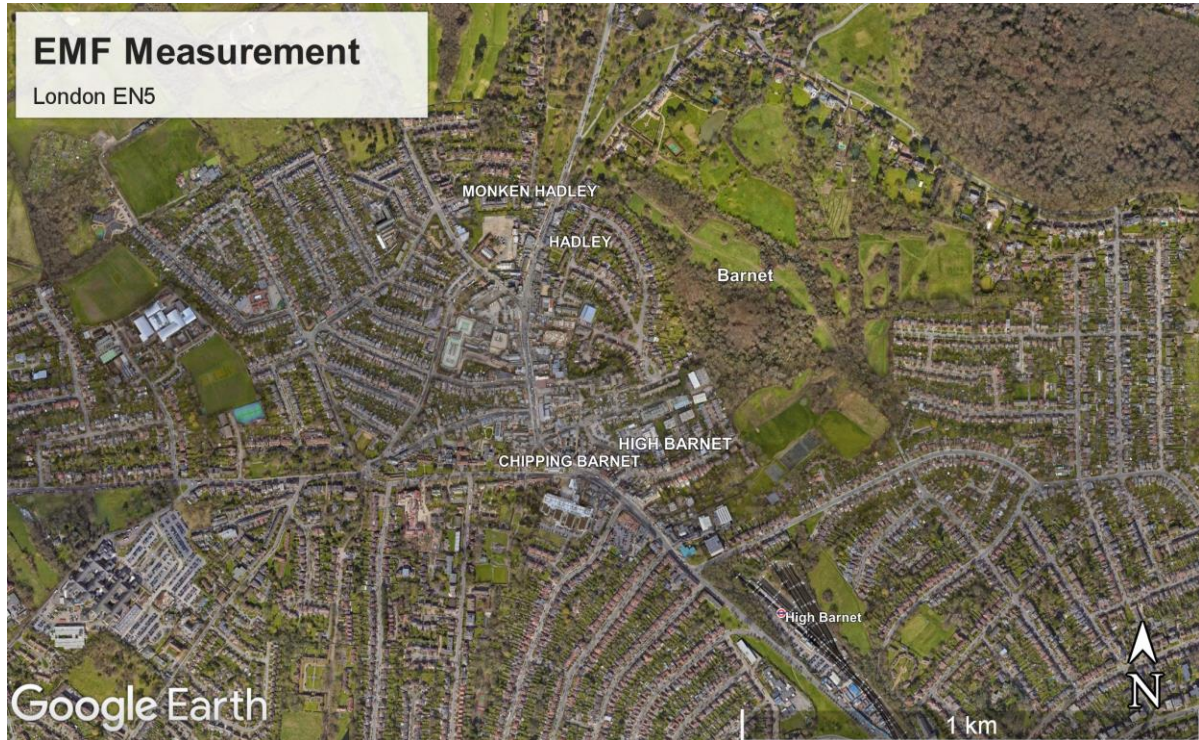 EMF Measurement
London EN5
MONKEN HADLEY
HADLEY
Barnet
HIGH BARNET
CHIPPING BARNET
High Barnet
N
Google Earth
1 km